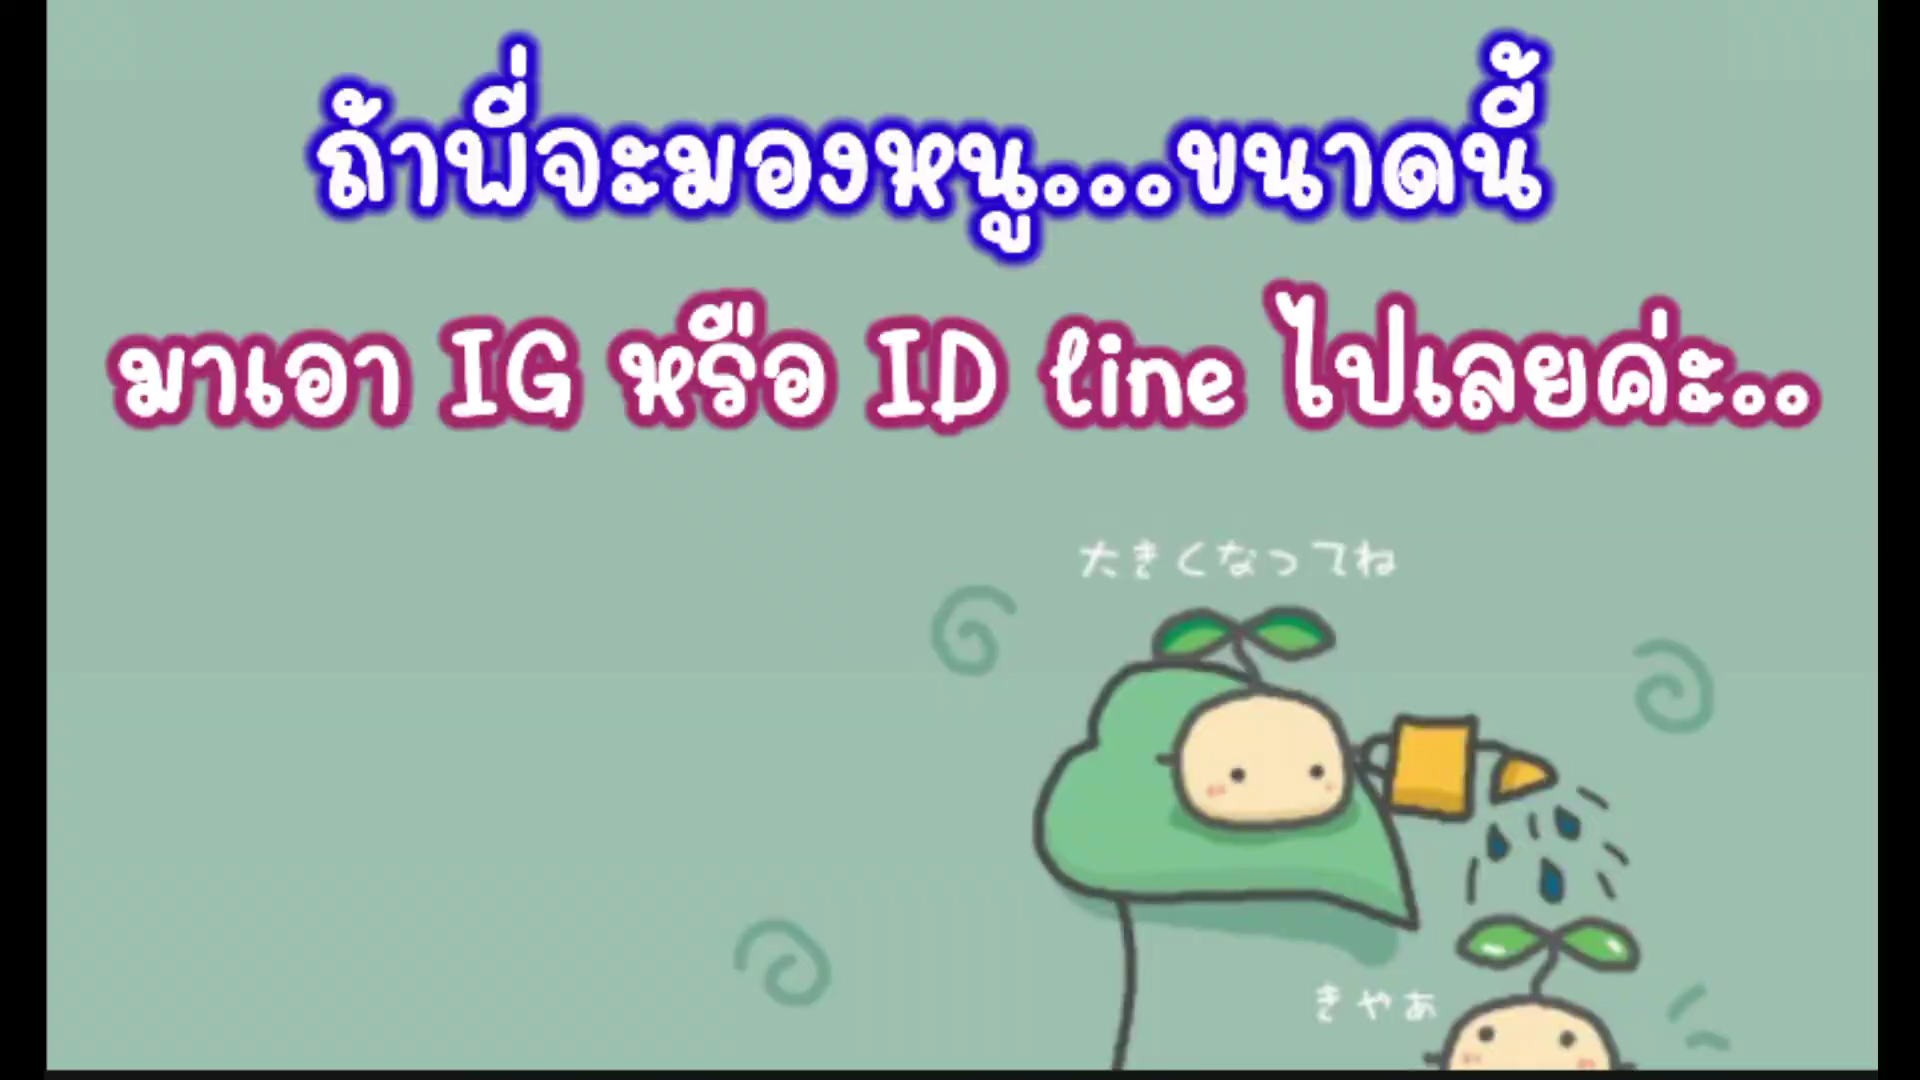 ถ้าพี่จะมองหนู...ขนาดนี้
มาเอา IG หรือ ID line ไปเลยค่ะ..
大きくなってね
きやあ